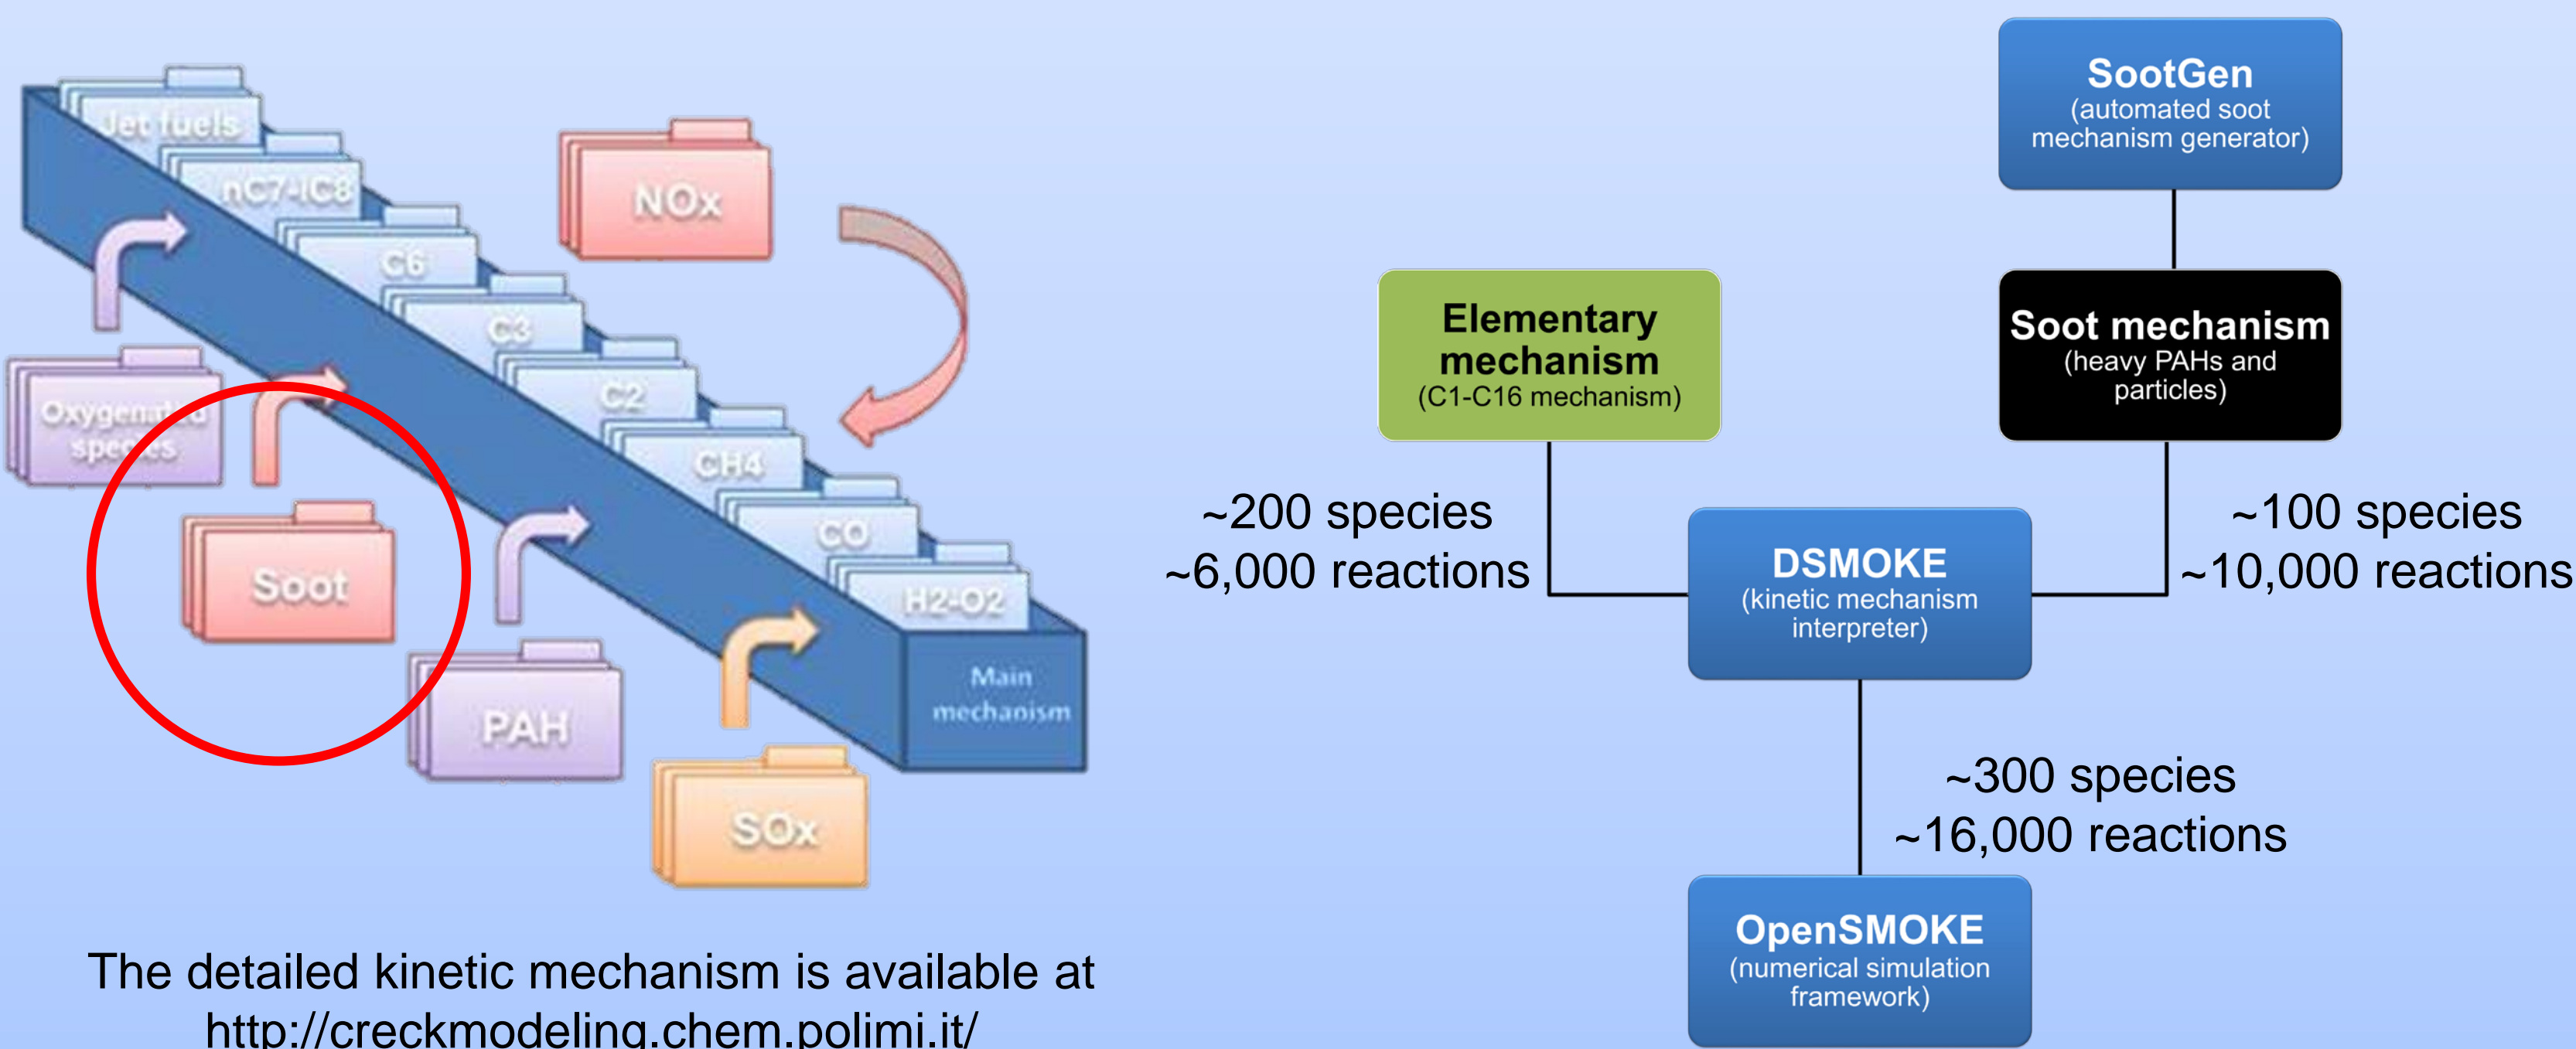 Jet fuels
nC7-iC8
C6
C3
C2
CH4
CO
H2-O2
Main
mechanism
NOx
Oxygenated
species
Soot
PAH
SOx
The detailed kinetic mechanism is available at
http://creckmodeling.chem.polimi.it/
SootGen
(automated soot
mechanism generator)
Elementary
mechanism
(C1-C16 mechanism)
Soot mechanism
(heavy PAHs and
particles)
~200 species
~6,000 reactions
~100 species
~10,000 reactions
DSMOKE
(kinetic mechanism
interpreter)
~300 species
~16,000 reactions
OpenSMOKE
(numerical simulation
framework)